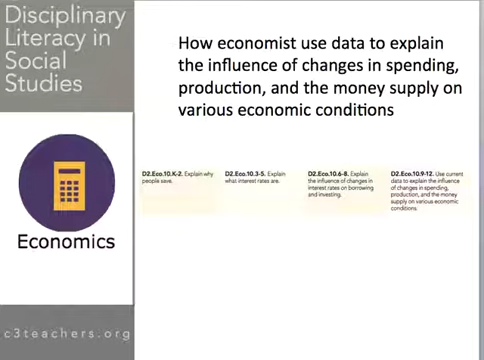 Disciplinary
Literacy in
Social
Studies
Economics
c3teachers.org
How economist use data to explain
the influence of changes in spending,
production, and the money supply on
various economic conditions
D2.Eco.10.K-2. Explain why
people save.
D2.Eco.10.3-5. Explain
what interest rates are.
D2.Eco.10.6-8. Explain
the influence of changes in
interest rates on borrowing
and investing.
D2.Eco.10.9-12. Use current
data to explain the influence
of changes in spending,
production, and the money
supply on various economic
conditions.